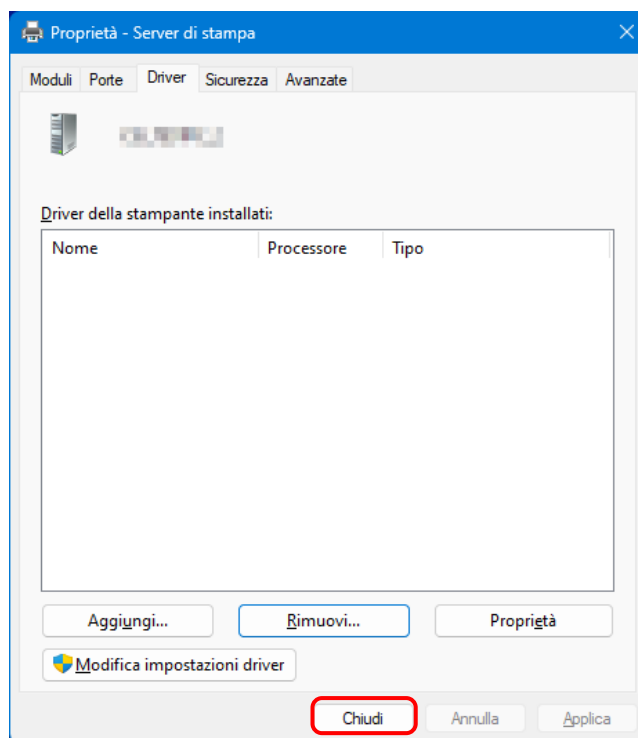 Proprietà - Server di stampa
Moduli Porte Driver Sicurezza Avanzate
Driver della stampante installati:
Nome Processore Tipo
Aggiungi... Rimuovi... Proprietà
Modifica impostazioni driver
Chiudi Annulla Applica